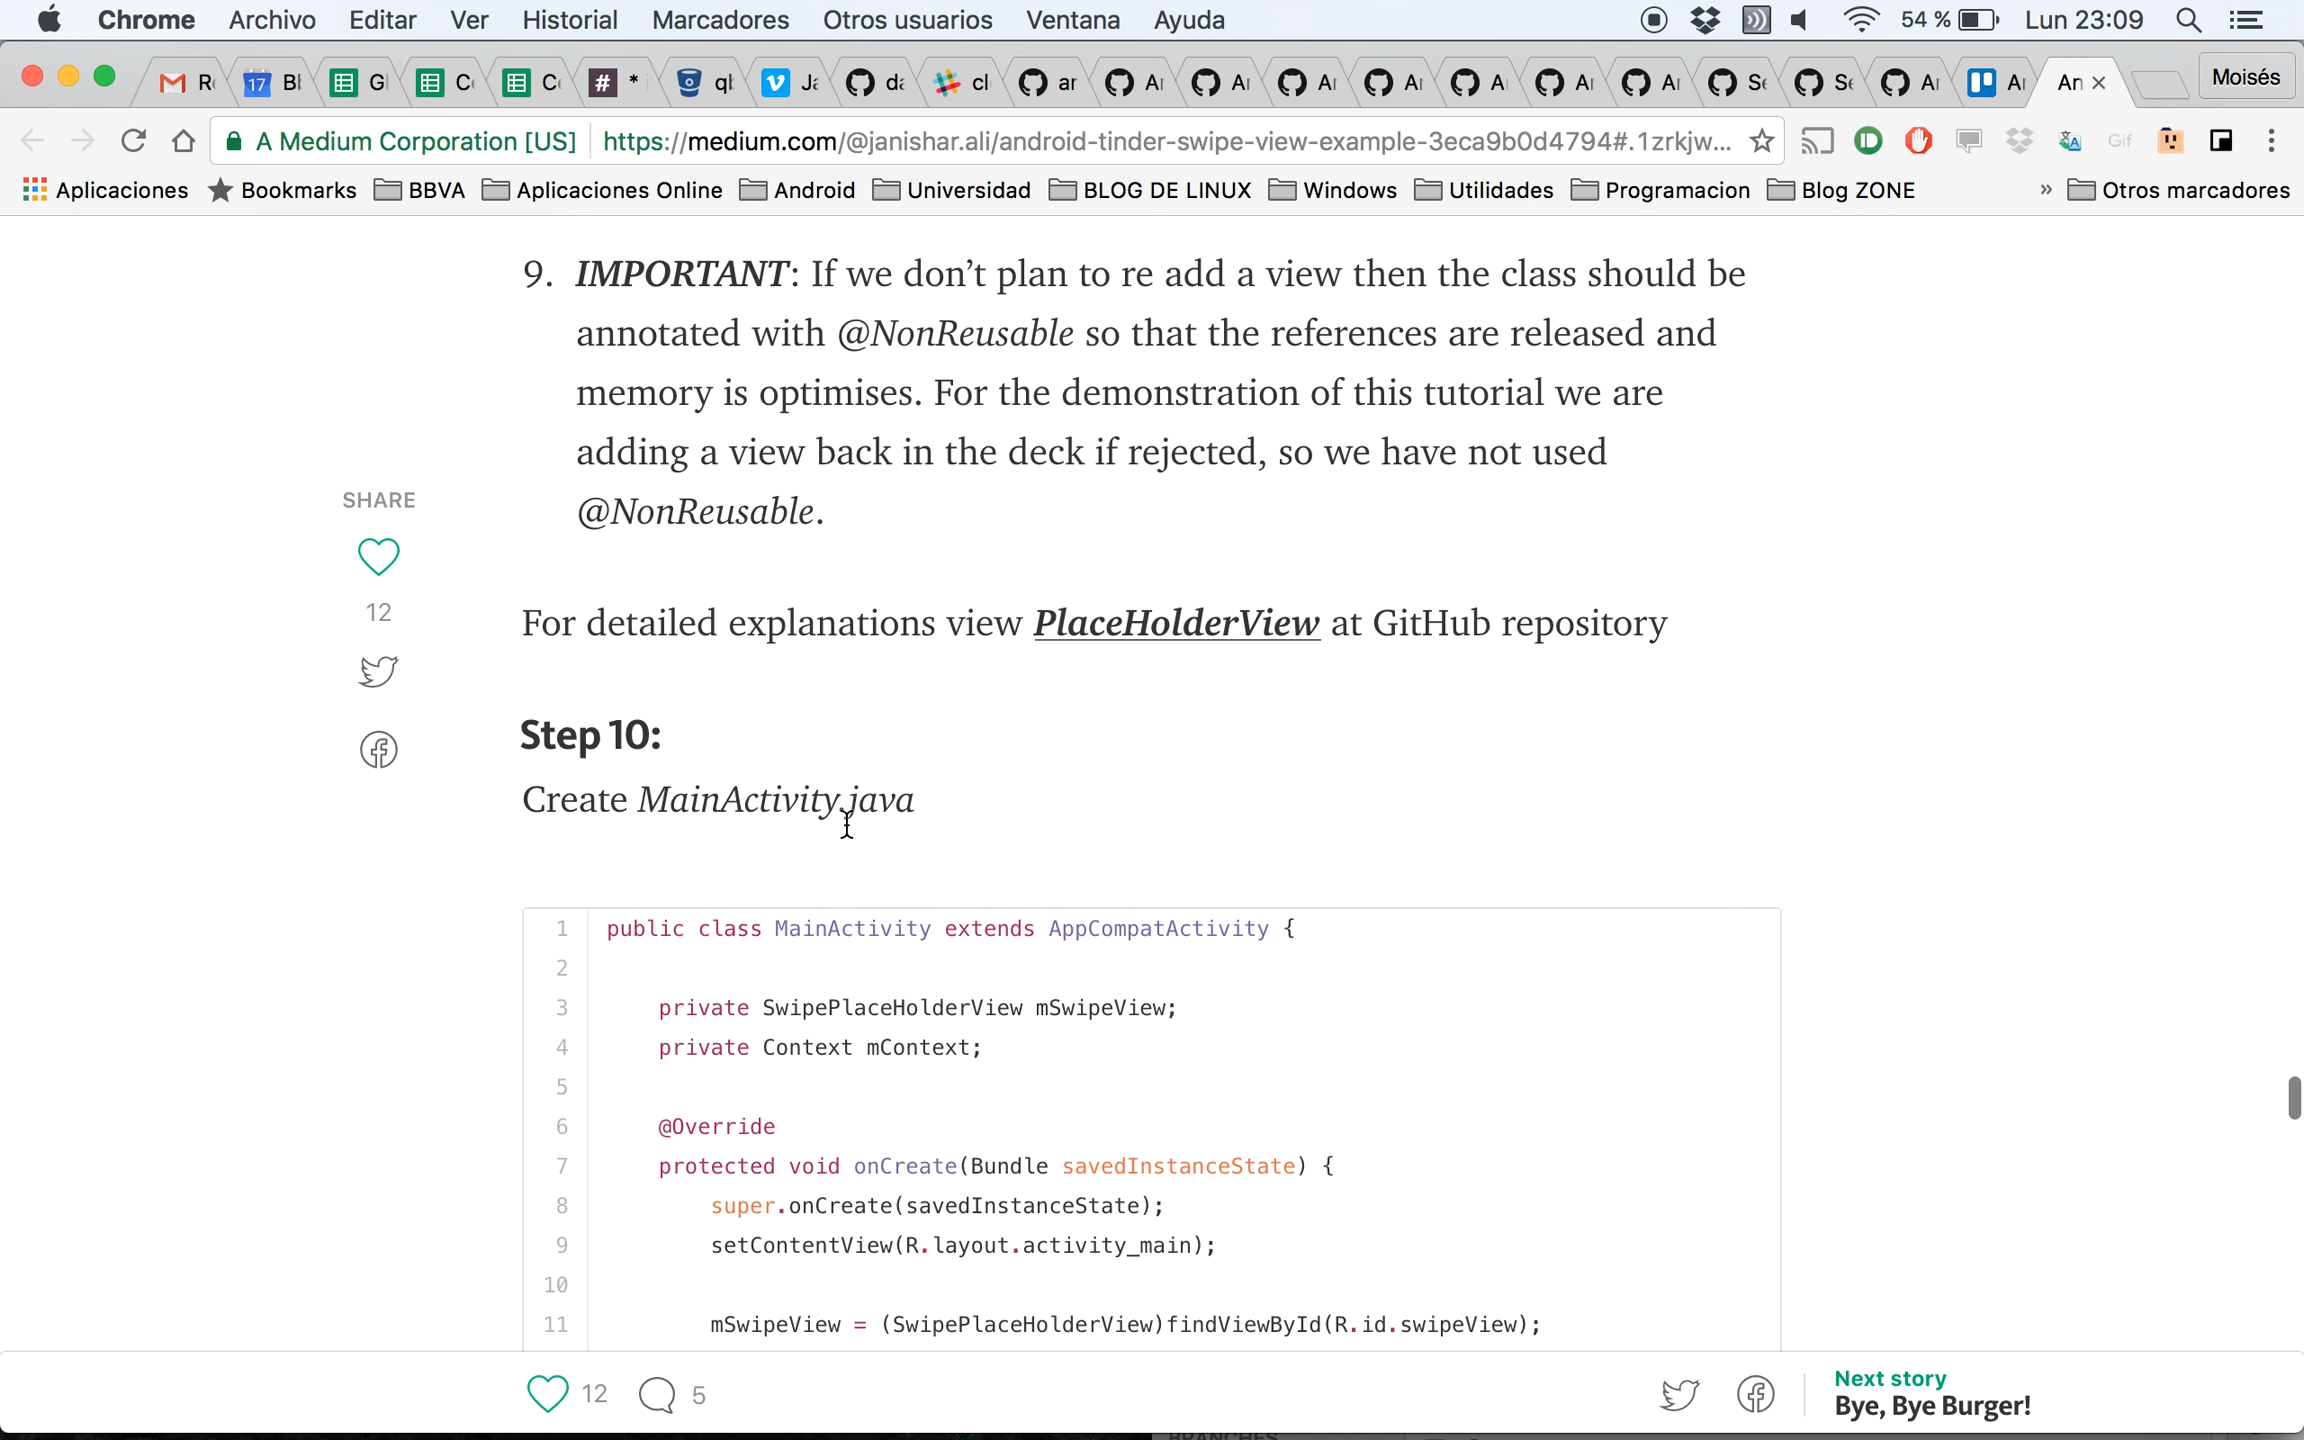 Chrome Archivo Editar Ver Historial Marcadores Otros usuarios Ventana Ayuda 54 % Lun 23:09
17 # * Moisés
A Medium Corporation [US] https://medium.com/@janishar.ali/android-tinder-swipe-view-example-3eca9b0d4794#.1zrkjw... Gif
Aplicaciones Bookmarks BBVA Aplicaciones Online Android Universidad BLOG DE LINUX Windows Utilidades Programacion Blog ZONE » Otros marcadores
9. IMPORTANT: If we don’t plan to re add a view then the class should be
annotated with @NonReusable so that the references are released and
memory is optimises. For the demonstration of this tutorial we are
adding a view back in the deck if rejected, so we have not used
@NonReusable.
SHARE
12
For detailed explanations view PlaceHolderView at GitHub repository
Step 10:
Create MainActivity.java
1 public class MainActivity extends AppCompatActivity {
2
3 private SwipePlaceHolderView mSwipeView;
4 private Context mContext;
5
6 @Override
7 protected void onCreate(Bundle savedInstanceState) {
8 super.onCreate(savedInstanceState);
9 setContentView(R.layout.activity_main);
10
11 mSwipeView = (SwipePlaceHolderView)findViewById(R.id.swipeView);
12 5
Next story
Bye, Bye Burger!